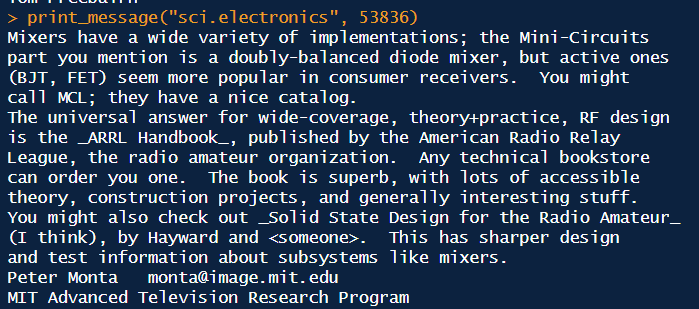 > print_message("sci.electronics", 53836)
Mixers have a wide variety of implementations; the Mini-Circuits
part you mention is a doubly-balanced diode mixer, but active ones
(BJT, FET) seem more popular in consumer receivers.  You might
call MCL; they have a nice catalog.
The universal answer for wide-coverage, theory+practice, RF design
is the _ARRL Handbook_, published by the American Radio Relay
League, the radio amateur organization.  Any technical bookstore
can order you one.  The book is superb, with lots of accessible
theory, construction projects, and generally interesting stuff.
You might also check out _Solid State Design for the Radio Amateur_
(I think), by Hayward and <someone>.  This has sharper design
and test information about subsystems like mixers.
Peter Monta   monta@image.mit.edu
MIT Advanced Television Research Program